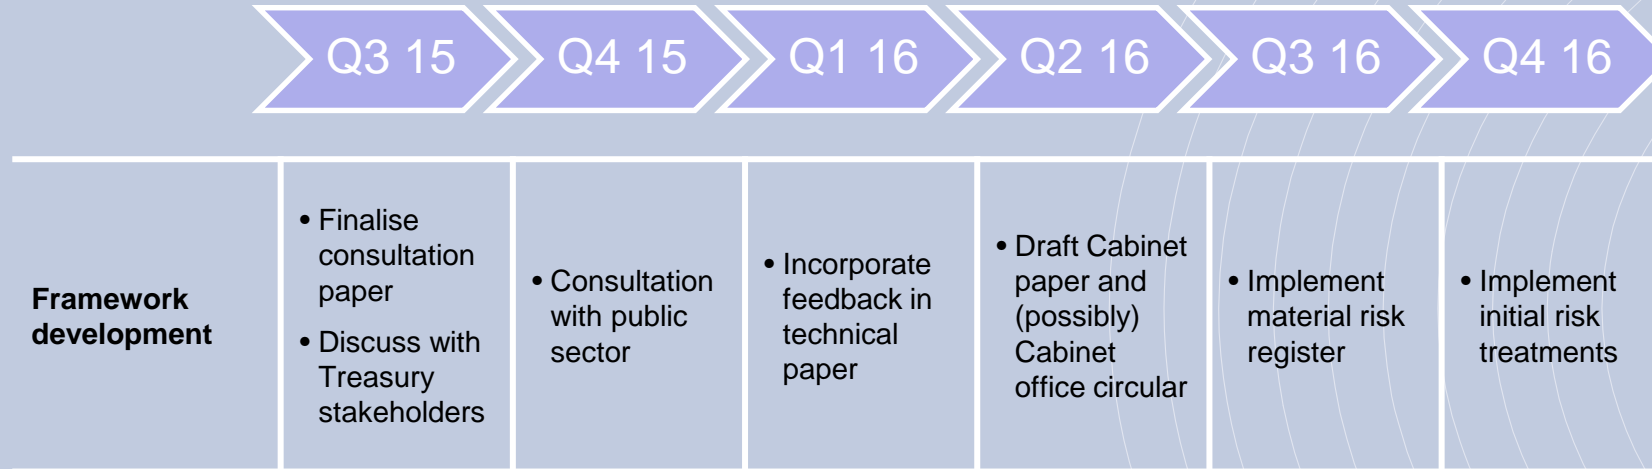 Q3 15
Q4 15
Q1 16
Q2 16
Q3 16
Q4 16
Framework
development
• Finalise
consultation
paper
• Discuss with
Treasury
stakeholders
• Consultation
with public
sector
• Incorporate
feedback in
technical
paper
• Draft Cabinet
paper and
(possibly)
Cabinet
office circular
• Implement
material risk
register
• Implement
initial risk
treatments